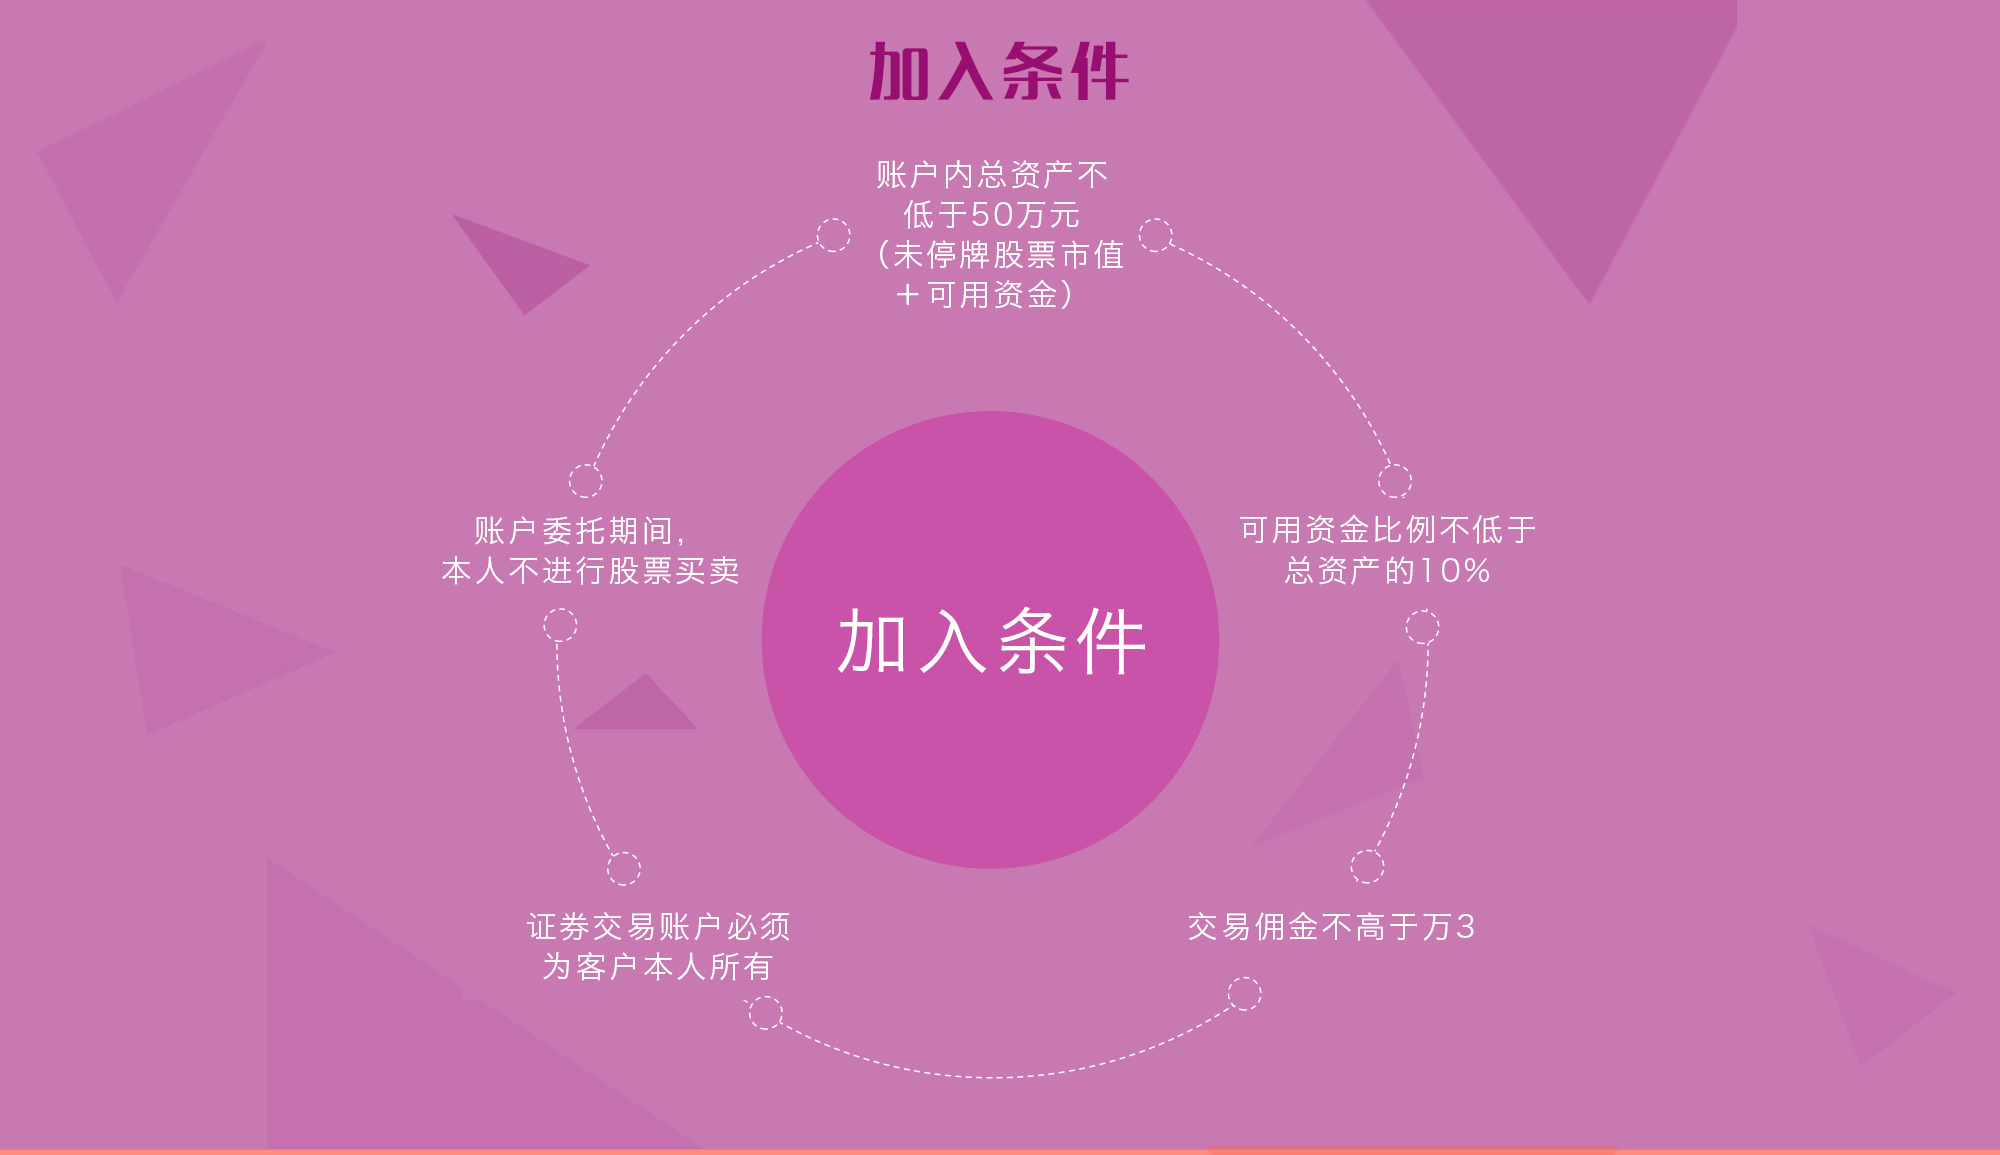 加入条件
账户内总资产不
低于50万元
（未停牌股票市值
＋可用资金）
账户委托期间，
本人不进行股票买卖
可用资金比例不低于
总资产的10%
加入条件
证券交易账户必须
为客户本人所有
交易佣金不高于万3